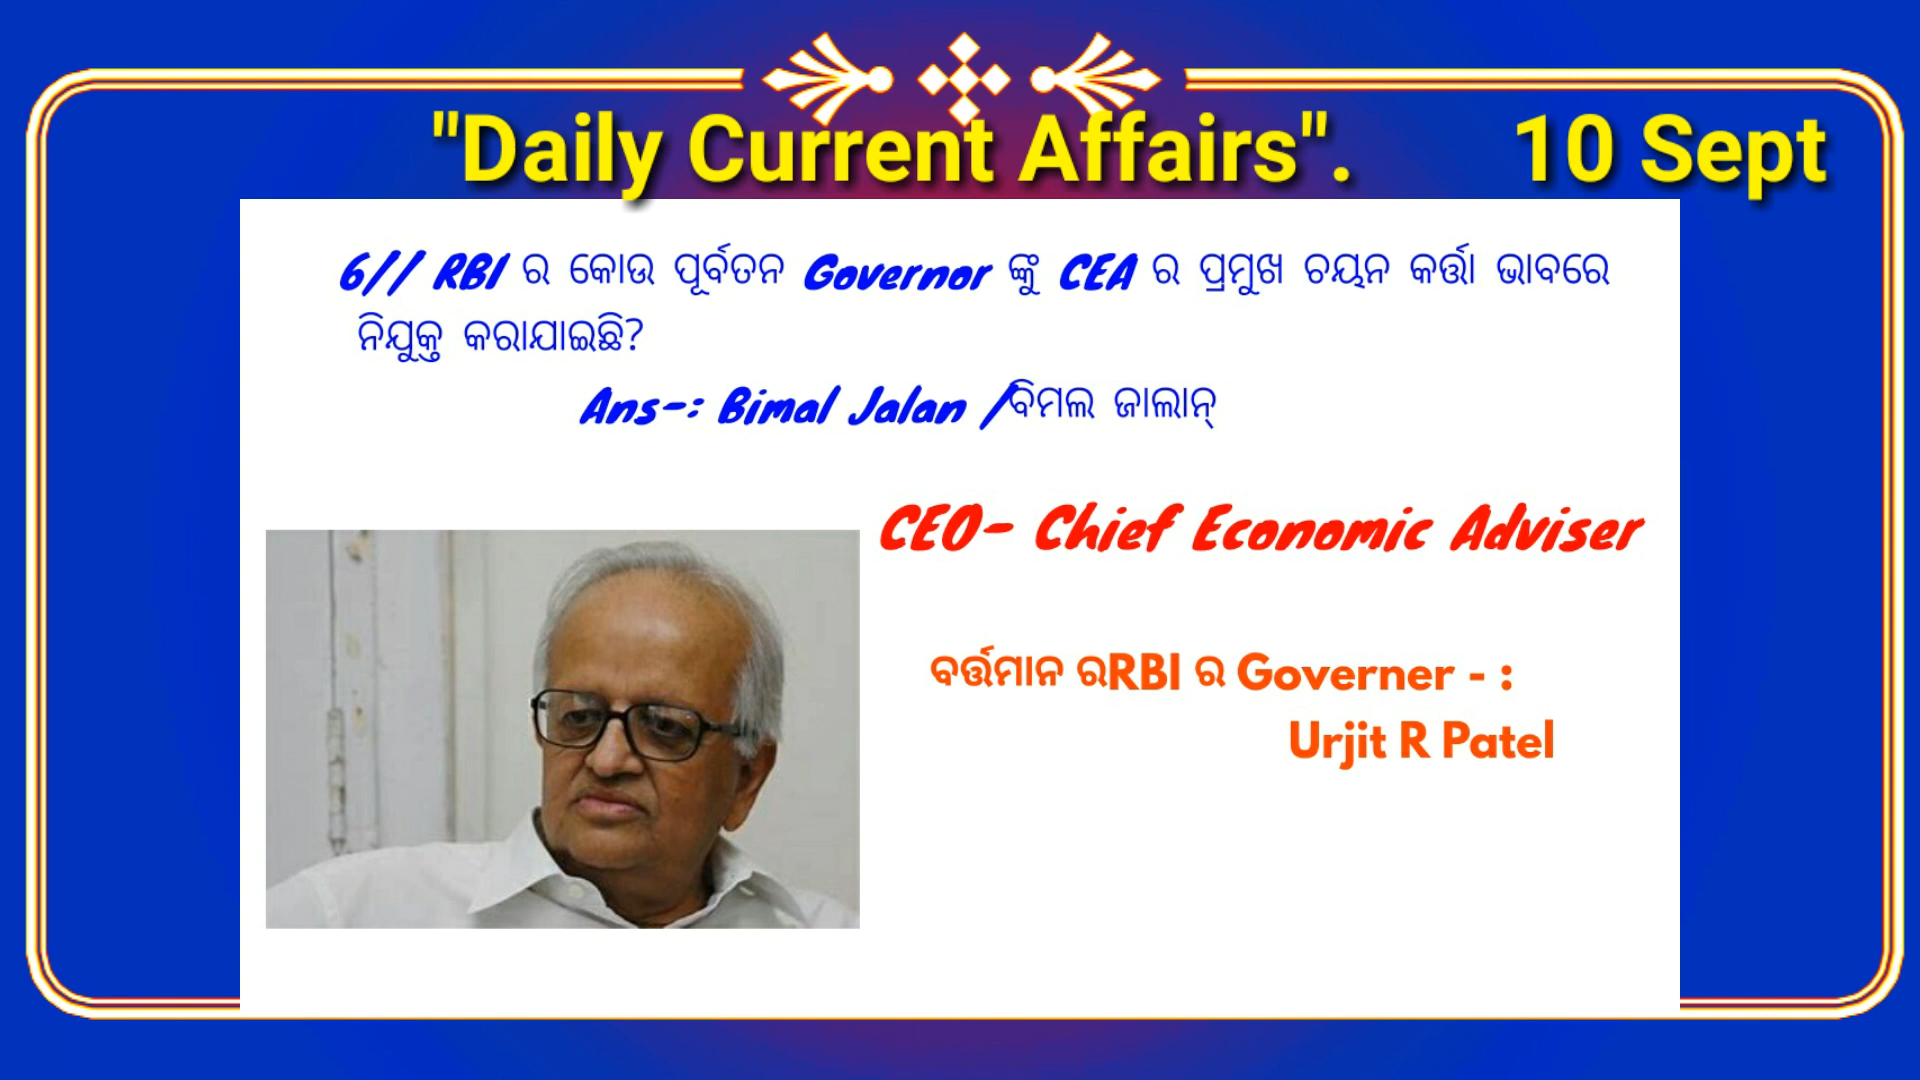 "Daily Current Affairs". 10 Sept
6// RBI ର କୋଉ ପୂର୍ବତନ Governor ଙ୍କୁ CEA ର ପ୍ରମୁଖ ଚୟନ କର୍ତ୍ତା ଭାବରେ
ନିଯୁକ୍ତ କରାଯାଇଛି?
Ans-: Bimal Jalan /ବିମଲ ଜାଲାନ୍
CEO- Chief Economic Adviser
ବର୍ତ୍ତମାନ ରRBI ର Governer - :
Urjit R Patel